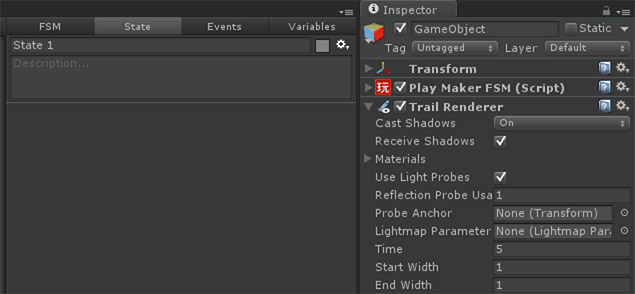 FSM State Events Variables
State 1
Description...
Inspector
GameObject Static
Tag Untagged Layer Default
Transform
玩 Play Maker FSM (Script)
Trail Renderer
Cast Shadows On
Receive Shadows
Materials
Use Light Probes
Reflection Probe Usa 1
Probe Anchor None (Transform)
Lightmap Parameter None (Lightmap Par
Time 5
Start Width 1
End Width 1